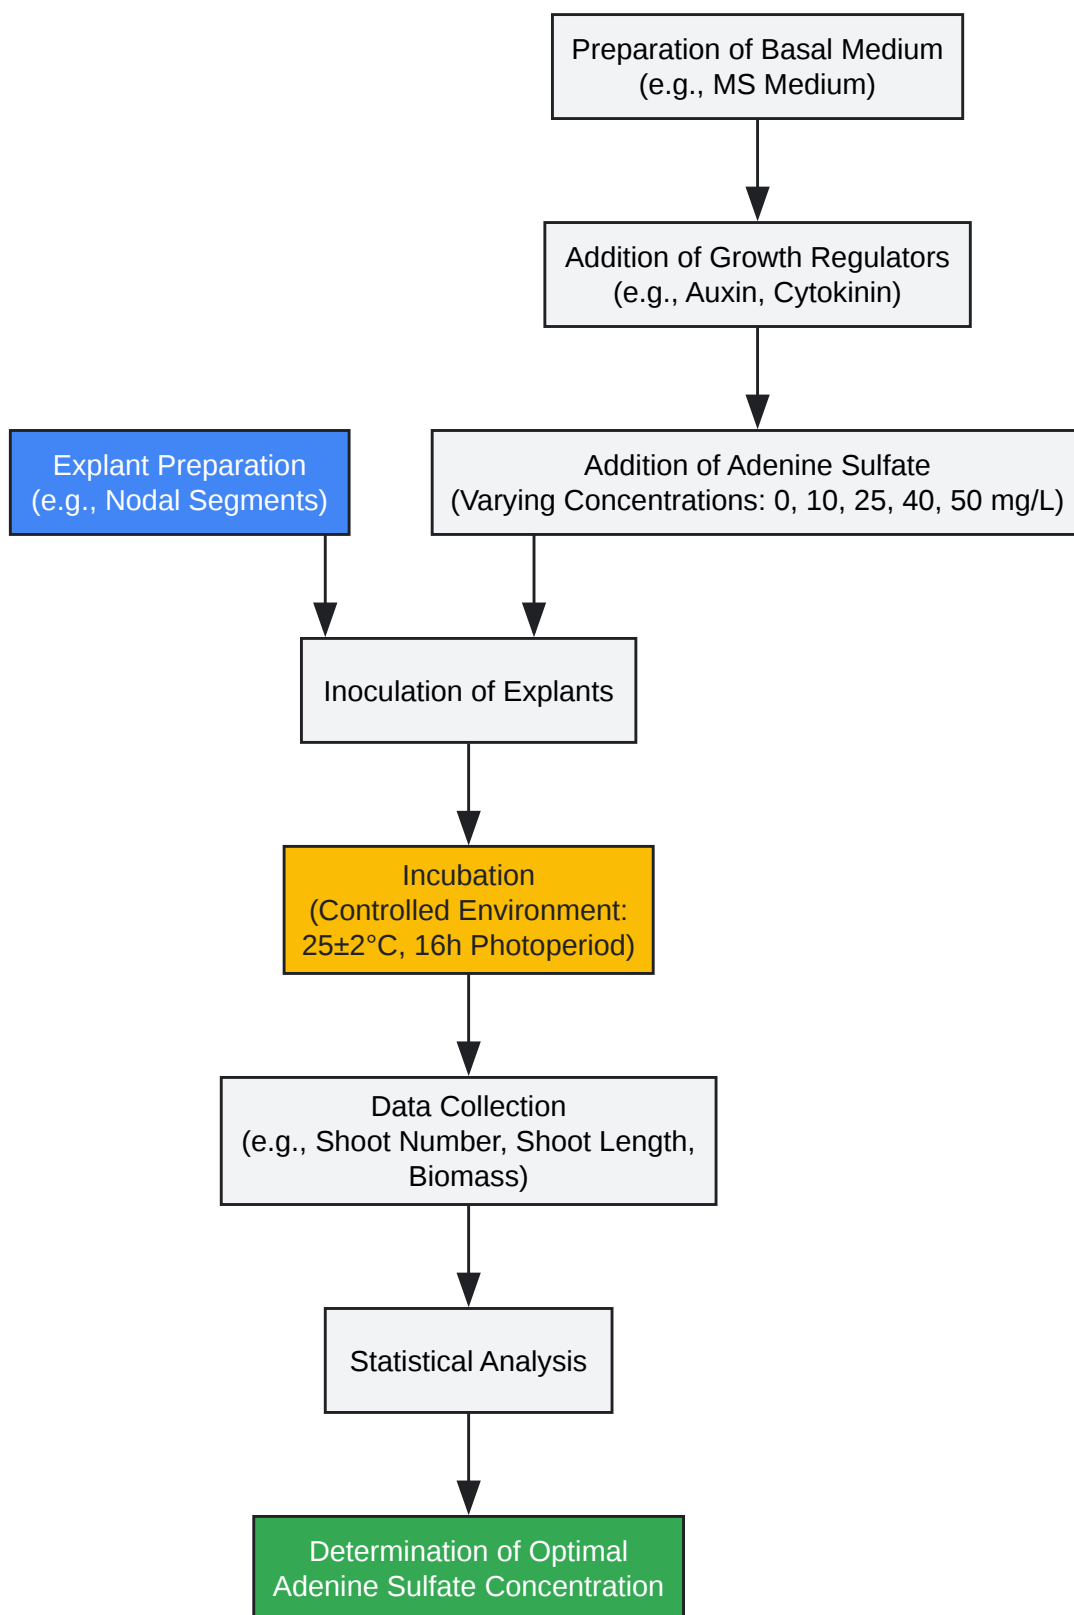 Preparation of Basal Medium
(e.g., MS Medium)
Addition of Growth Regulators
(e.g., Auxin, Cytokinin)
Explant Preparation
(e.g., Nodal Segments)
Addition of Adenine Sulfate
(Varying Concentrations: 0, 10, 25, 40, 50 mg/L)
Inoculation of Explants
Incubation
(Controlled Environment:
25±2°C, 16h Photoperiod)
Data Collection
(e.g., Shoot Number, Shoot Length,
Biomass)
Statistical Analysis
Determination of Optimal
Adenine Sulfate Concentration